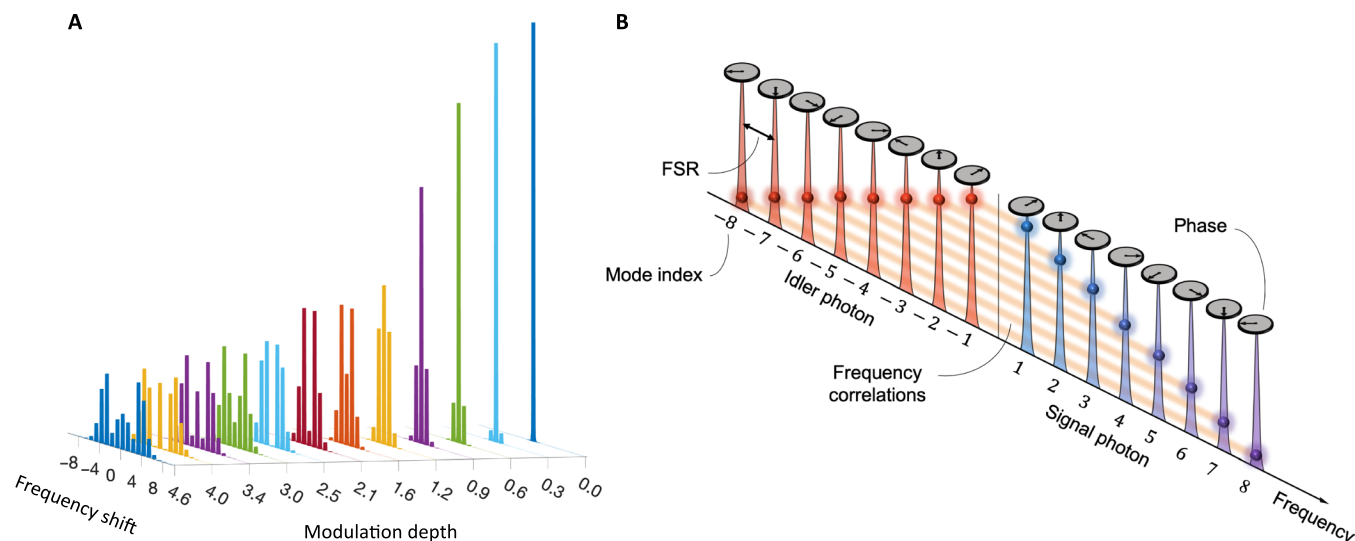 A
−8 −4 0 4 8
Frequency shift
4.6 4.0 3.4 3.0 2.5 2.1 1.6 1.2 0.9 0.6 0.3 0.0
Modulation depth
B
FSR
Mode index
−8 −7 −6 −5 −4 −3 −2 −1
Idler photon
Frequency
correlations
Phase
1 2 3 4 5 6 7 8
Signal photon
Frequency